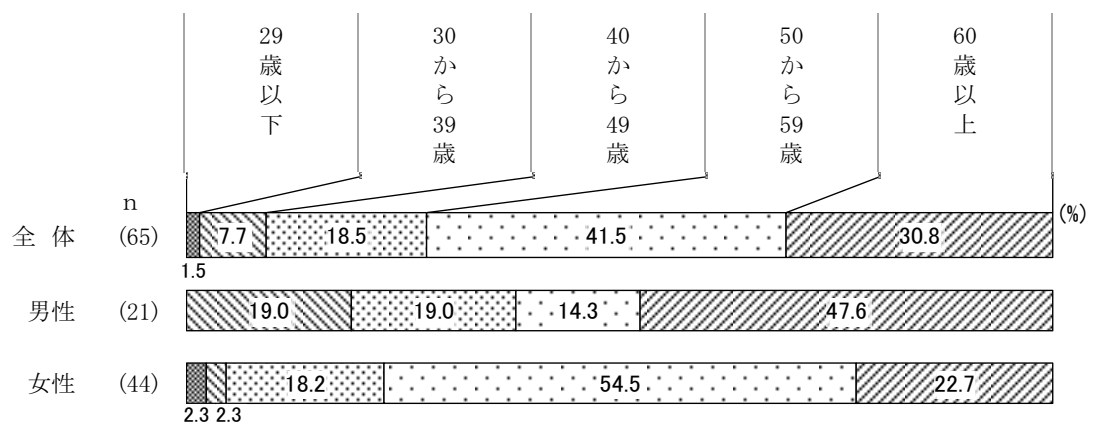 29歳以下
30から39歳
40から49歳
50から59歳
60歳以上
(%)
n
全体 (65) 7.7 18.5 41.5 30.8
1.5
男性 (21) 19.0 19.0 14.3 47.6
女性 (44) 18.2 54.5 22.7
2.3 2.3